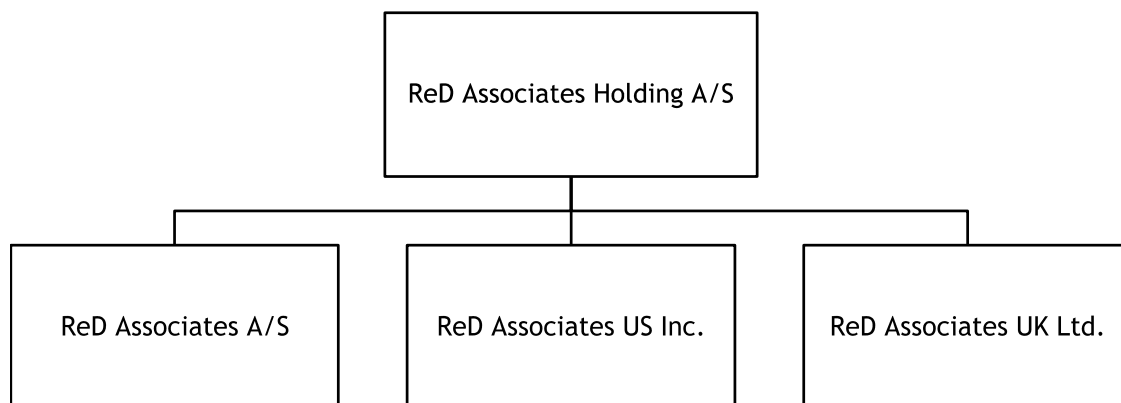 ReD Associates Holding A/S
ReD Associates A/S
ReD Associates US Inc.
ReD Associates UK Ltd.